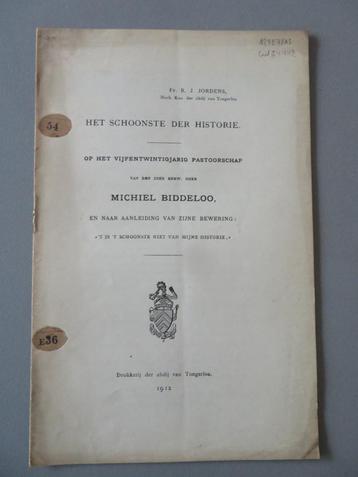 Fr. R. J. JORDENS,
der abdij van Tongerloo
54
HET SCHOONSTE DER HISTORIE.
OP HET VIJFENTWINTIGJARIG PASTOORSCHAP
VAN DEN ZEER EERW. HEER
MICHIEL BIDDELOO,
EN NAAR AANLEIDING VAN ZIJNE BEWERING:
«'T IS 'T SCHOONSTE NIET VAN MIJNE HISTORIE.»
E36
Drukkerij der abdij van Tongerloo.
1912